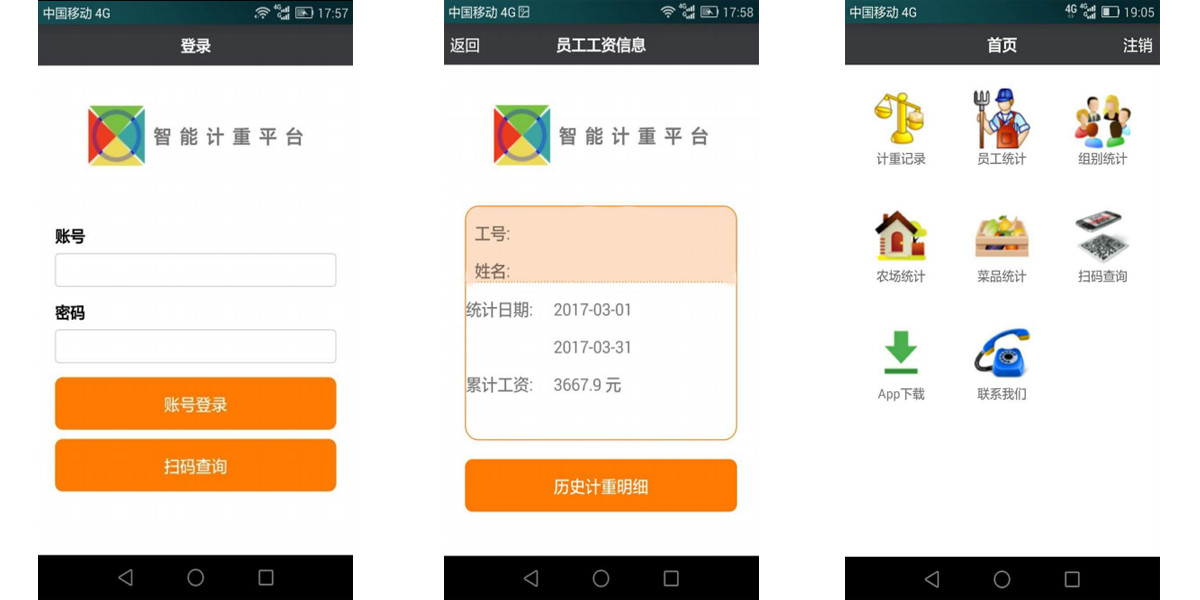 中国移动 4G 17:57
登录
智能计重平台
账号
密码
账号登录
扫码查询
中国移动 4G 4G 17:58
返回 员工工资信息
智能计重平台
工号:
姓名:
统计日期: 2017-03-01
2017-03-31
累计工资: 3667.9 元
历史计重明细
中国移动 4G 4G 4G 19:05
首页 注销
计重记录 员工统计 组别统计
农场统计 菜品统计 扫码查询
App下载 联系我们